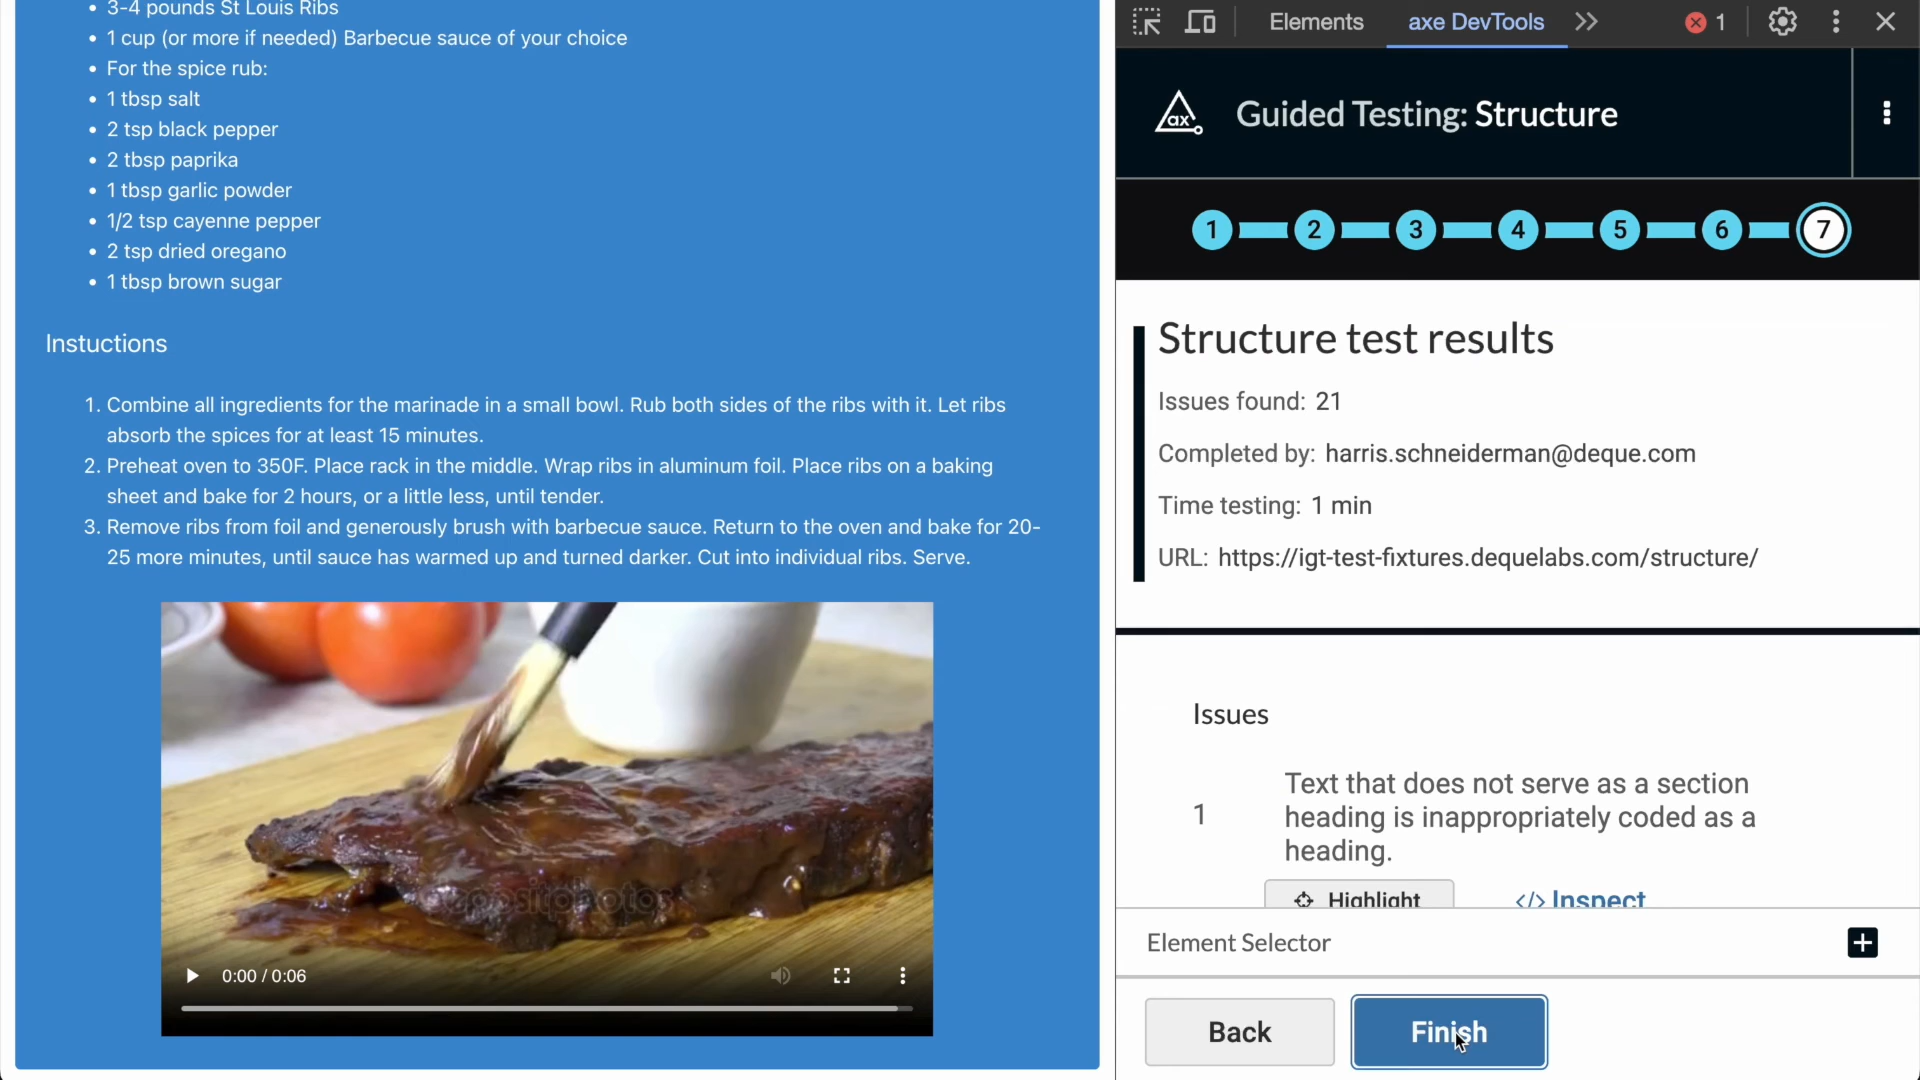 3-4 pounds St Louis Ribs
1 cup (or more if needed) Barbecue sauce of your choice
For the spice rub:
1 tbsp salt
2 tsp black pepper
2 tbsp paprika
1 tbsp garlic powder
1/2 tsp cayenne pepper
2 tsp dried oregano
1 tbsp brown sugar
Instuctions
1. Combine all ingredients for the marinade in a small bowl. Rub both sides of the ribs with it. Let ribs
absorb the spices for at least 15 minutes.
2. Preheat oven to 350F. Place rack in the middle. Wrap ribs in aluminum foil. Place ribs on a baking
sheet and bake for 2 hours, or a little less, until tender.
3. Remove ribs from foil and generously brush with barbecue sauce. Return to the oven and bake for 20-
25 more minutes, until sauce has warmed up and turned darker. Cut into individual ribs. Serve.
depositphotos
0:00 / 0:06
Elements
axe DevTools
1
ax
Guided Testing: Structure
1 2 3 4 5 6 7
Structure test results
Issues found: 21
Completed by: harris.schneiderman@deque.com
Time testing: 1 min
URL: https://igt-test-fixtures.dequelabs.com/structure/
Issues
1
Text that does not serve as a section
heading is inappropriately coded as a
heading.
Highlight
</> Inspect
Element Selector
Back
Finish